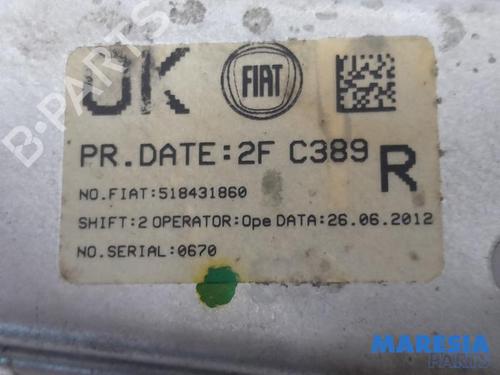 OK FIAT
PR.DATE:2F C389
R
NO.FIAT:518431860
SHIFT:2 OPERATOR:Ope DATA:26.06.2012
NO.SERIAL:0670
B-PARTS
MARESIA
PARTS